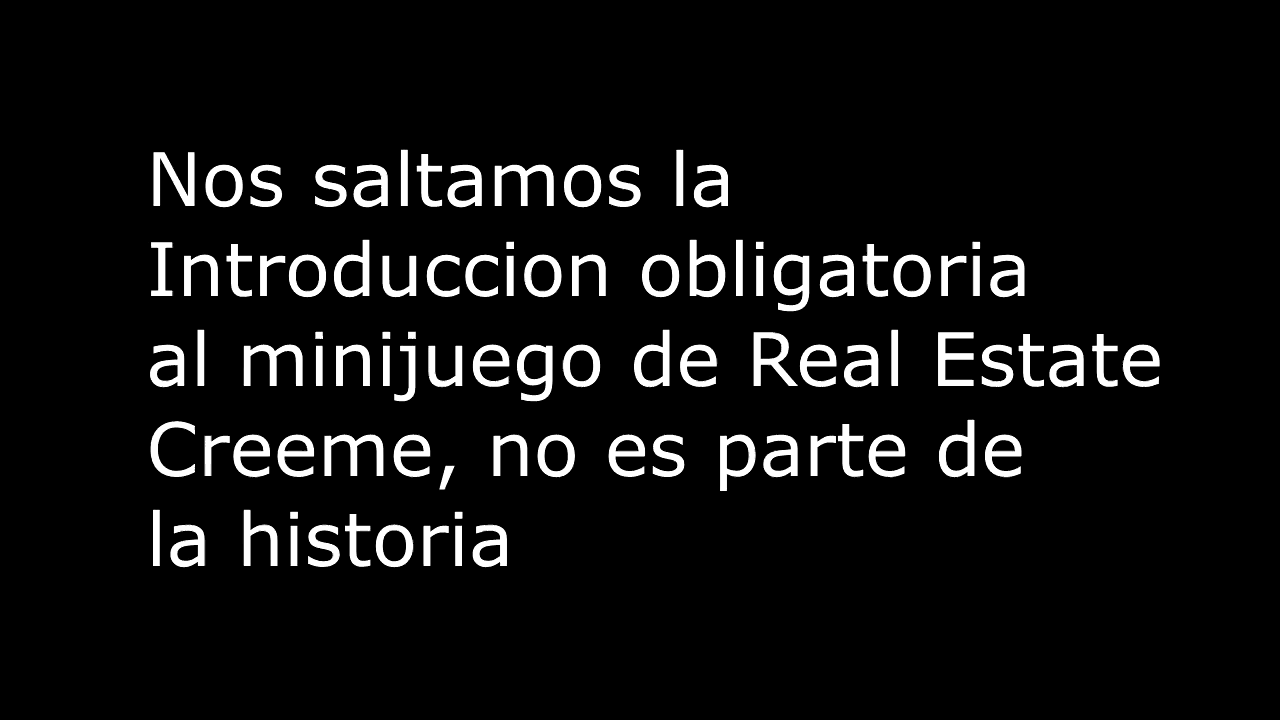 Nos saltamos la
Introduccion obligatoria
al minijuego de Real Estate
Creeme, no es parte de
la historia